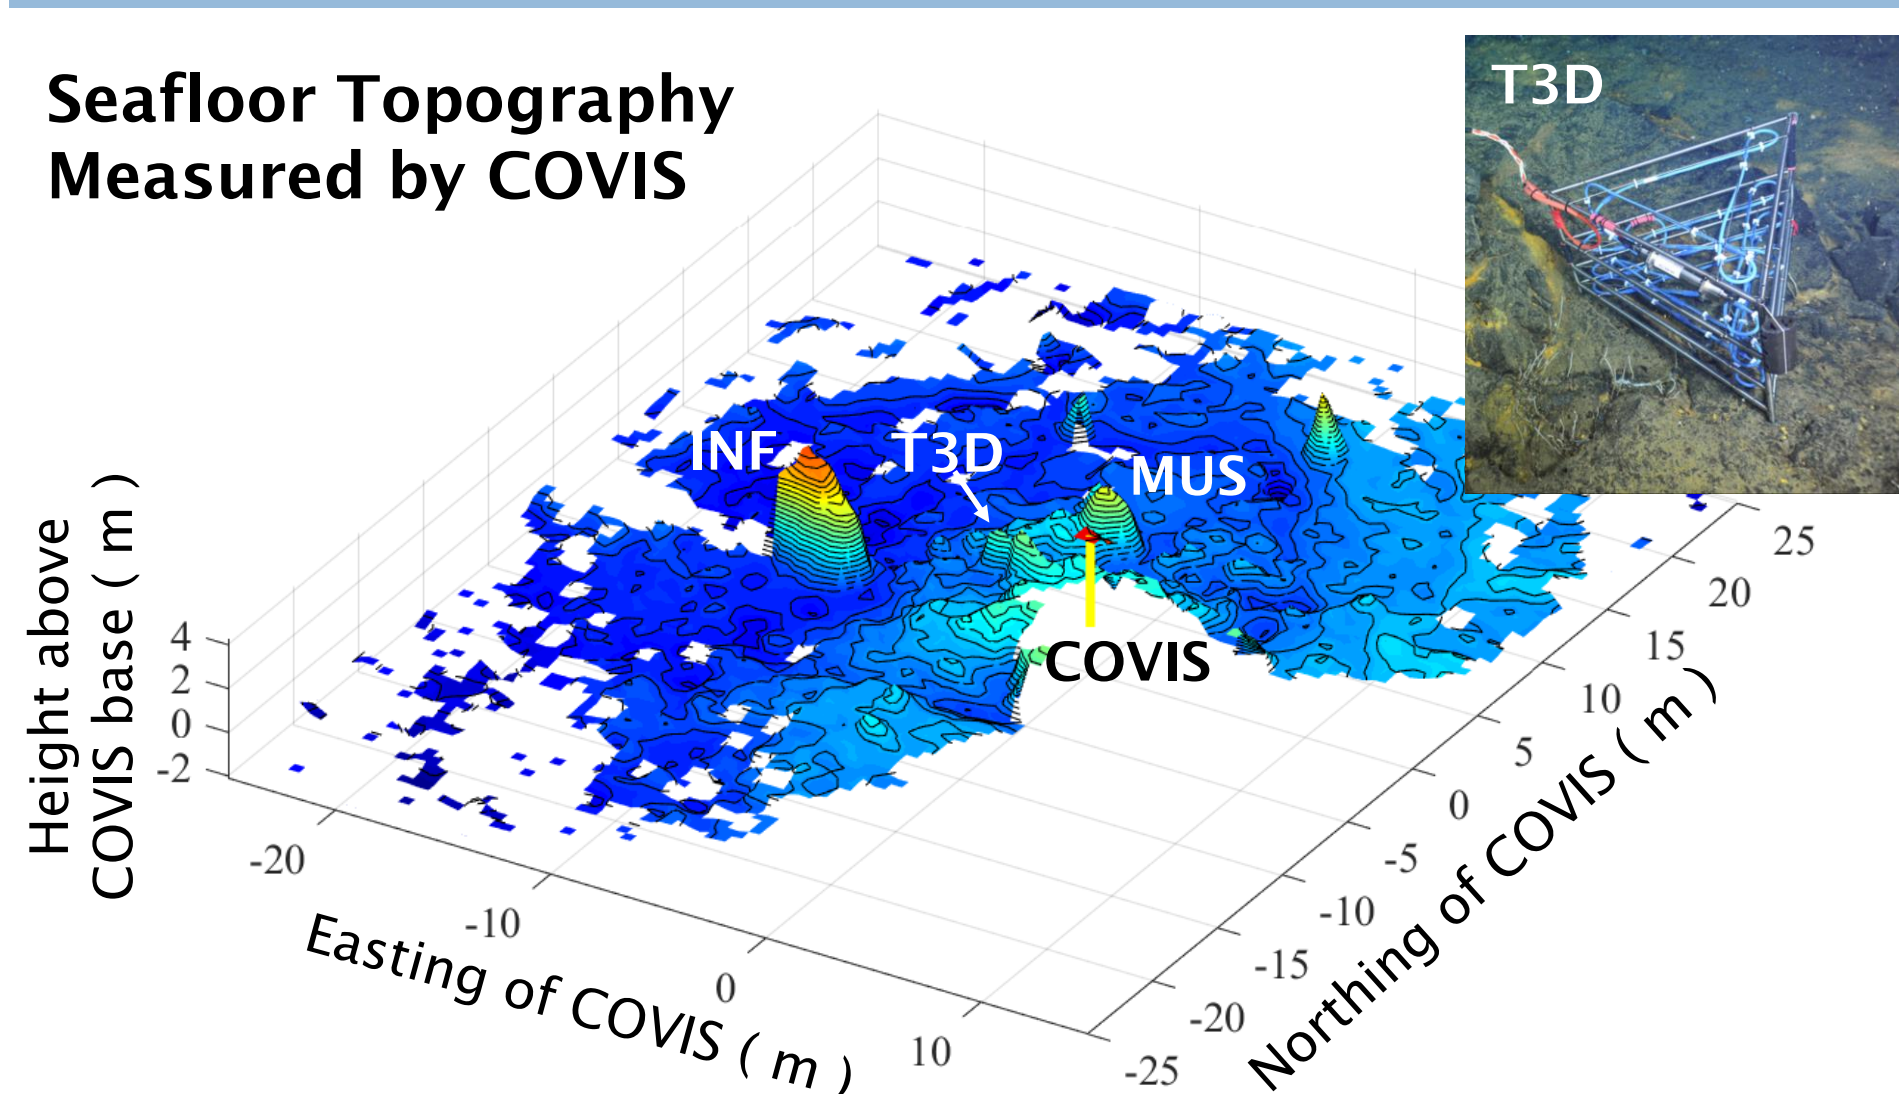 Seafloor Topography
Measured by COVIS
T3D
INF
T3D
MUS
COVIS
Height above
COVIS base ( m )
4
2
0
-2
-20
-10
0
10
Easting of COVIS ( m )
25
20
15
10
5
0
-5
-10
-15
-20
-25
Northing of COVIS ( m )